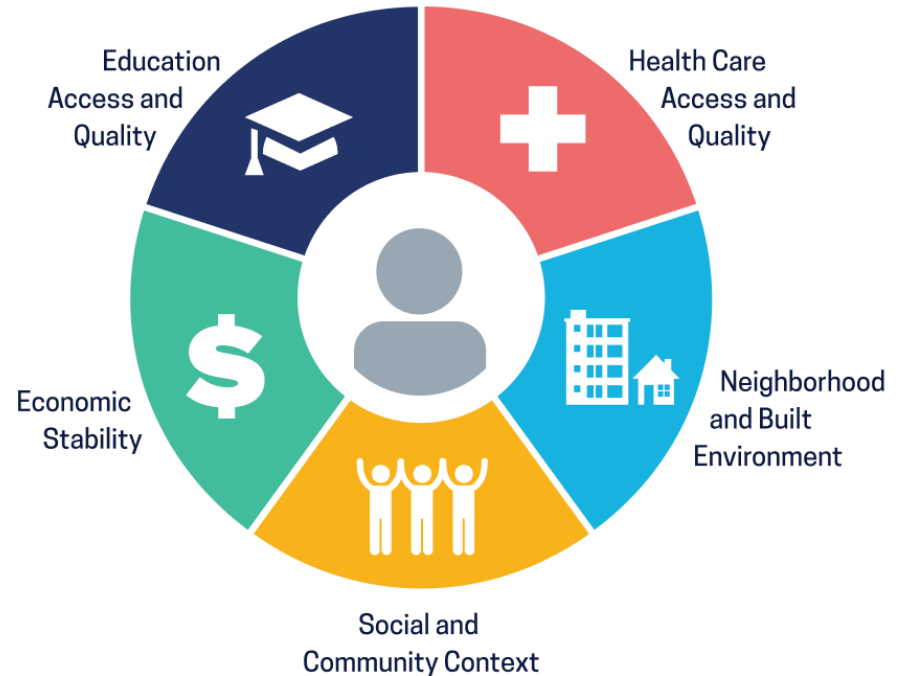 Education
Access and
Quality
Health Care
Access and
Quality
Economic
Stability
Neighborhood
and Built
Environment
Social and
Community Context